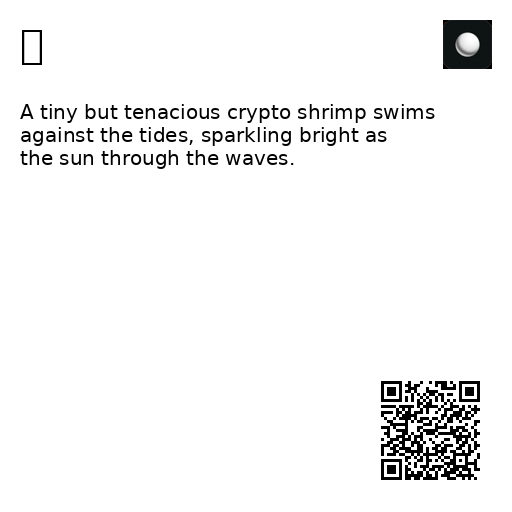 A tiny but tenacious crypto shrimp swims
against the tides, sparkling bright as
the sun through the waves.